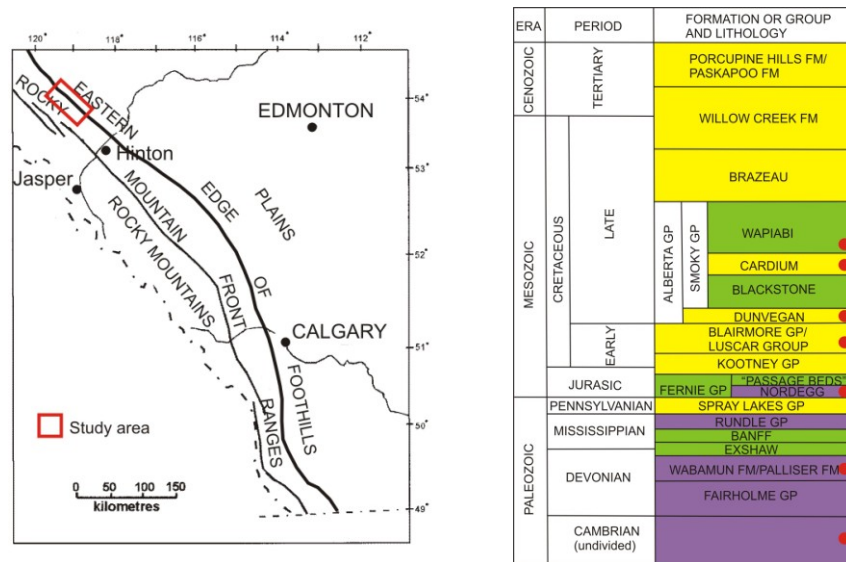 120°
118°
116°
114°
112°
54°
53°
52°
51°
50°
49°
ROCKY
MOUNTAIN
FRONT
RANGES
EASTERN
EDGE
OF
FOOTHILLS
PLAINS
ROCKY MOUNTAINS
EDMONTON
Hinton
Jasper
CALGARY
Study area
0 50 100 150
kilometres
ERA PERIOD FORMATION OR GROUP
AND LITHOLOGY
CENOZOIC
TERTIARY
PORCUPINE HILLS FM/
PASKAPOO FM
WILLOW CREEK FM
MESOZOIC
CRETACEOUS
LATE
BRAZEAU
ALBERTA GP
SMOKY GP
WAPIABI
CARDIUM
BLACKSTONE
DUNVEGAN
EARLY
BLAIRMORE GP/
LUSCAR GROUP
KOOTNEY GP
JURASIC
FERNIE GP
"PASSAGE BEDS"
NORDEGG
PALEOZOIC
PENNSYLVANIAN
SPRAY LAKES GP
MISSISSIPPIAN
RUNDLE GP
BANFF
EXSHAW
DEVONIAN
WABAMUN FM/PALLISER FM
FAIRHOLME GP
CAMBRIAN
(undivided)